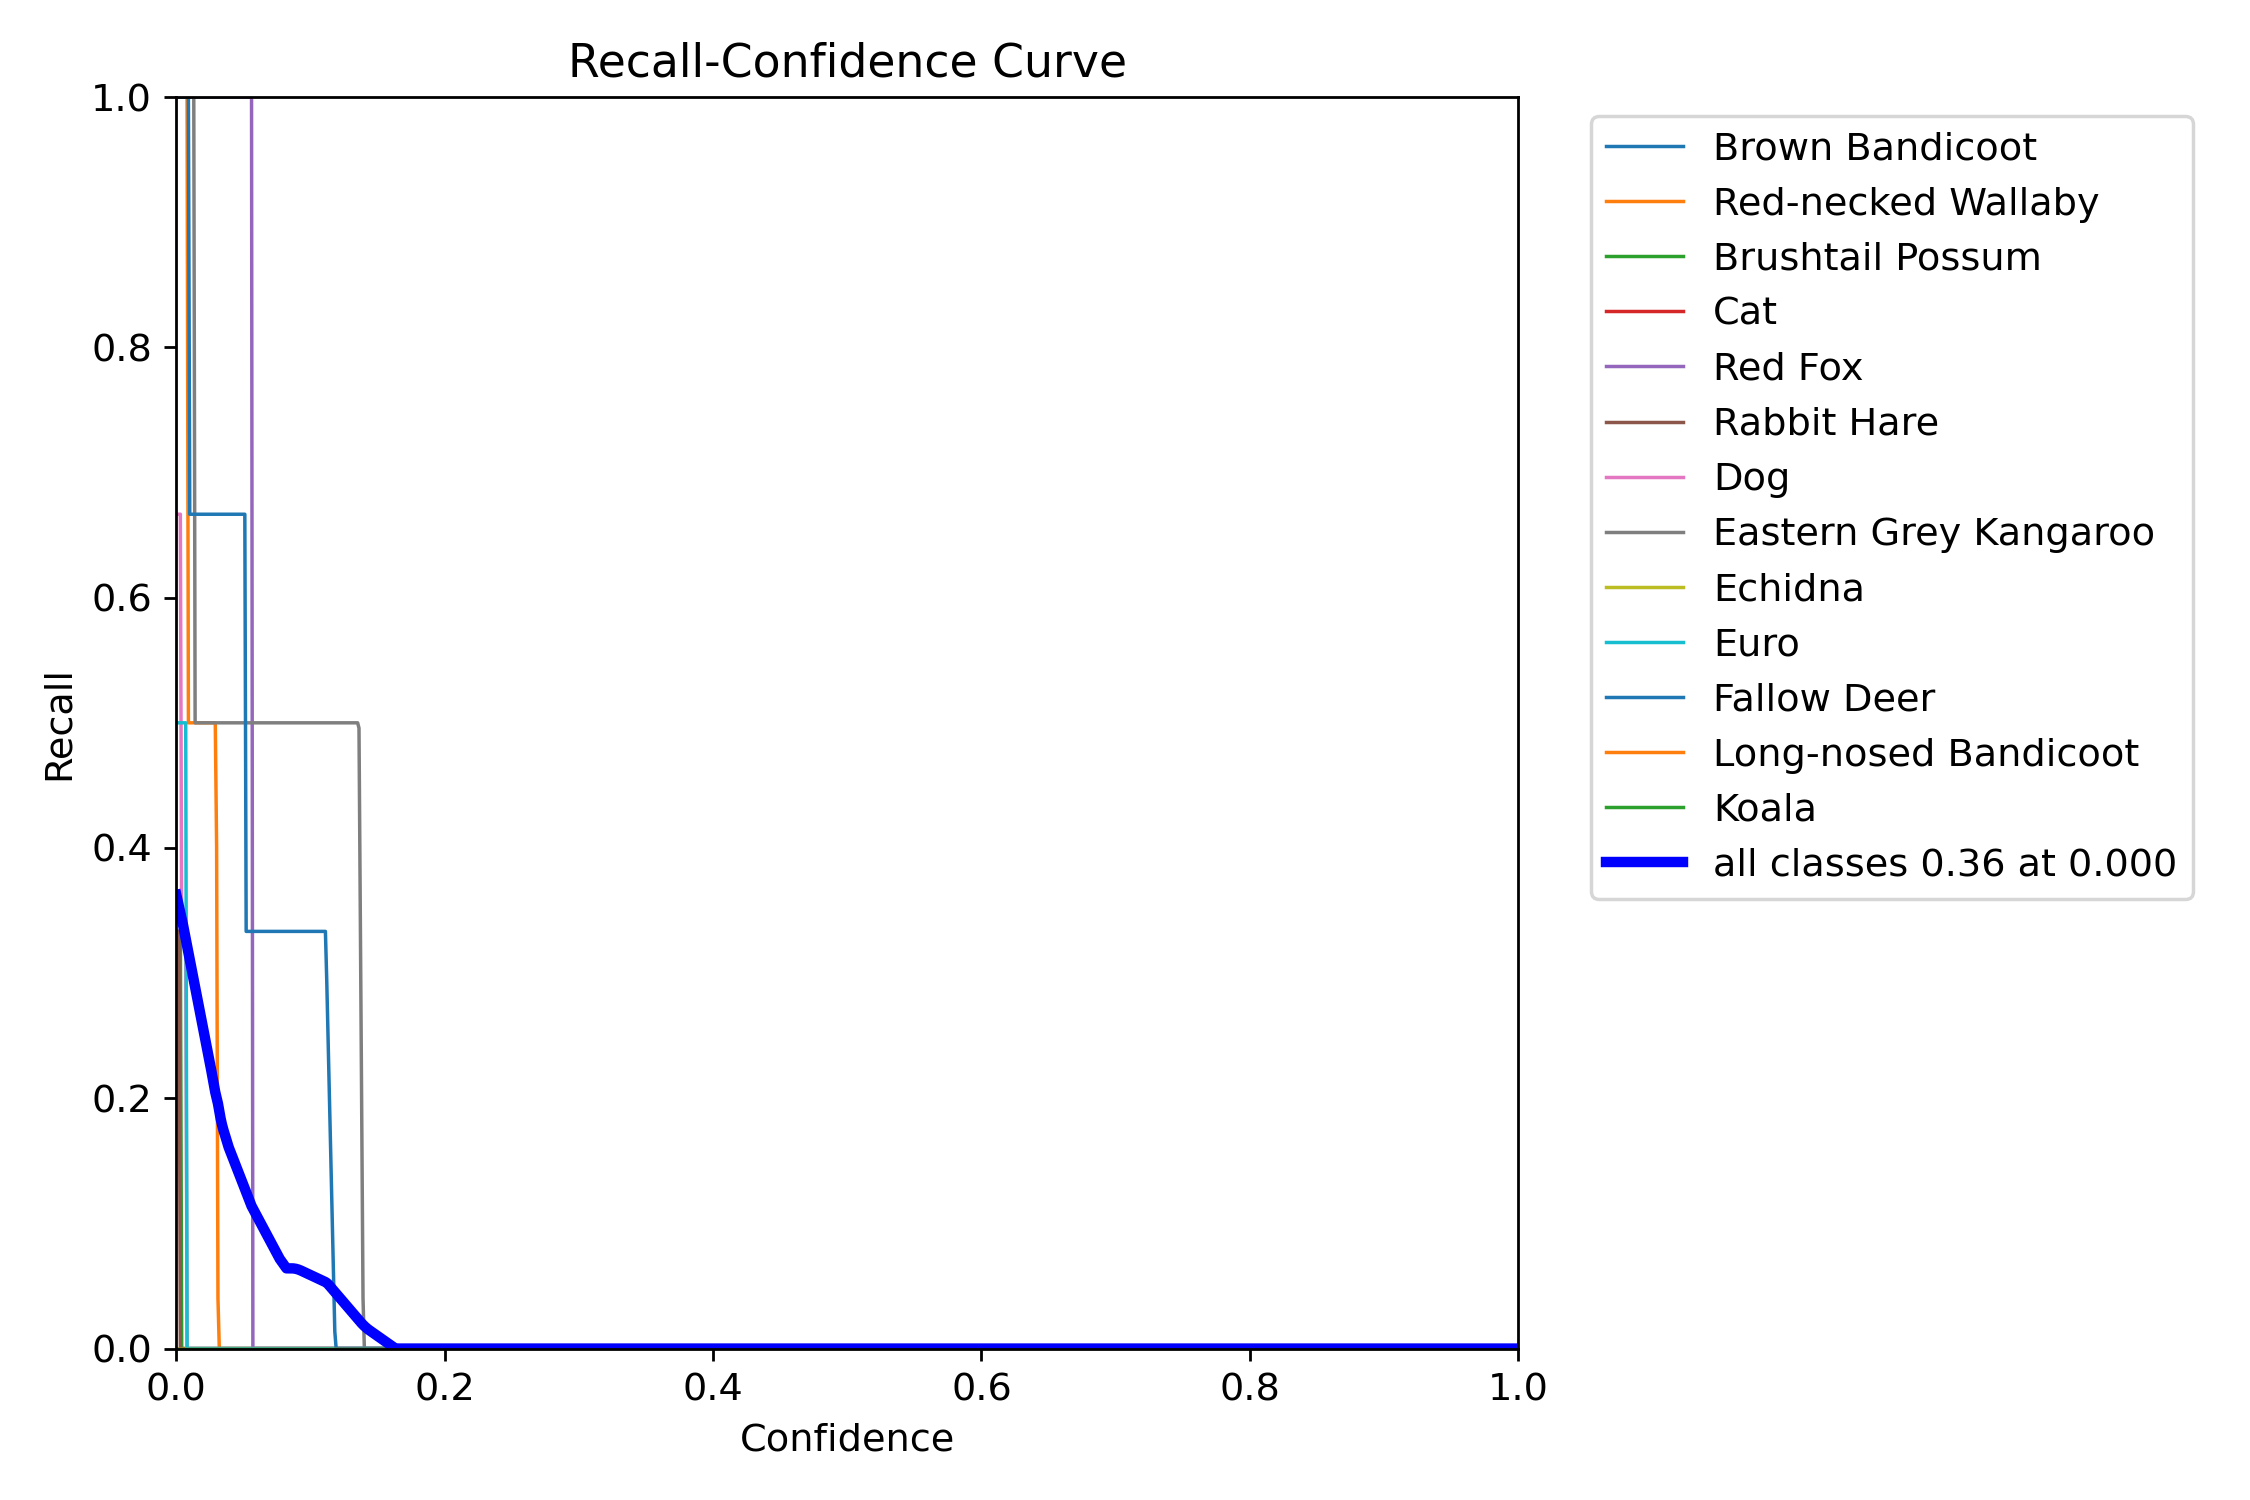 Recall-Confidence Curve
1.0
0.8
0.6
0.4
0.2
0.0
Recall
0.0 0.2 0.4 0.6 0.8 1.0
Confidence
Brown Bandicoot
Red-necked Wallaby
Brushtail Possum
Cat
Red Fox
Rabbit Hare
Dog
Eastern Grey Kangaroo
Echidna
Euro
Fallow Deer
Long-nosed Bandicoot
Koala
all classes 0.36 at 0.000